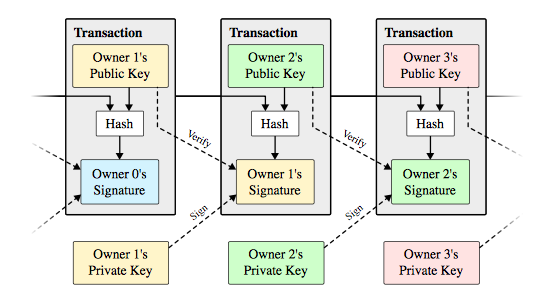 Transaction
Owner 1's
Public Key
Hash
Owner 0's
Signature
Transaction
Owner 2's
Public Key
Hash
Verify
Owner 1's
Signature
Transaction
Owner 3's
Public Key
Hash
Verify
Owner 2's
Signature
Sign
Sign
Owner 1's
Private Key
Owner 2's
Private Key
Owner 3's
Private Key